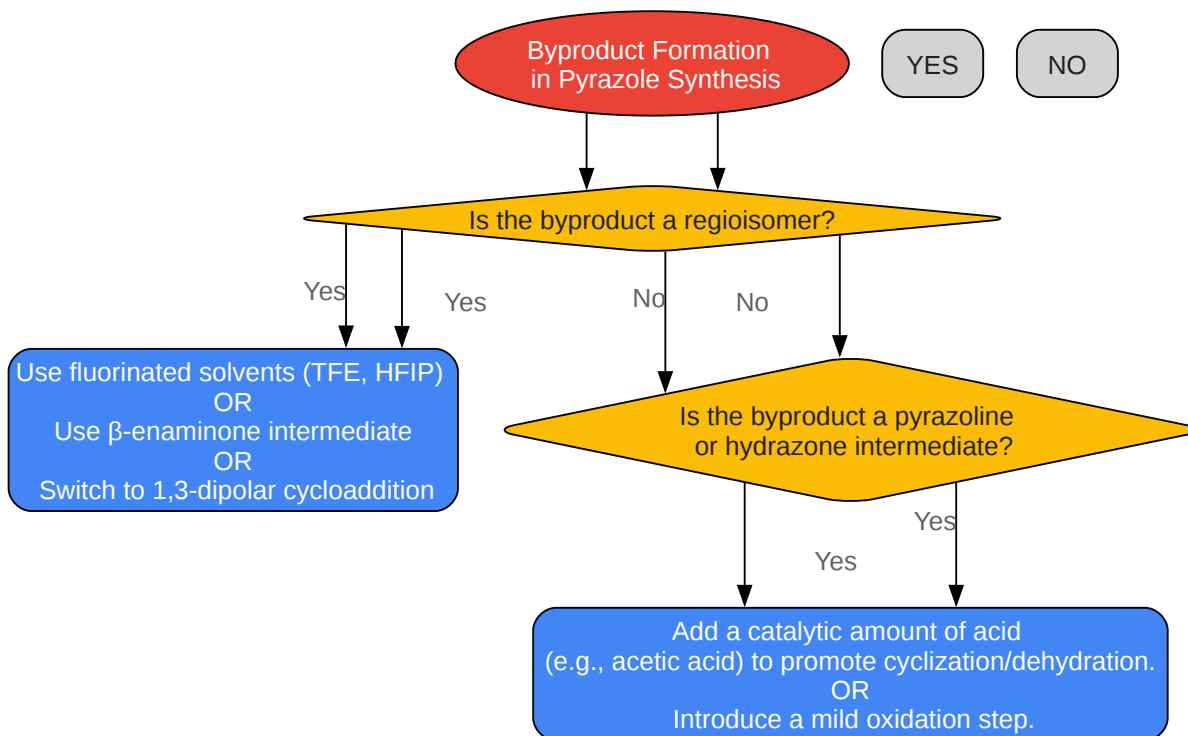 Byproduct Formation
in Pyrazole Synthesis
YES
NO
Is the byproduct a regioisomer?
Yes
Yes
No
No
Use fluorinated solvents (TFE, HFIP)
OR
Use β-enaminone intermediate
OR
Switch to 1,3-dipolar cycloaddition
Is the byproduct a pyrazoline
or hydrazone intermediate?
Yes
Yes
Add a catalytic amount of acid
(e.g., acetic acid) to promote cyclization/dehydration.
OR
Introduce a mild oxidation step.